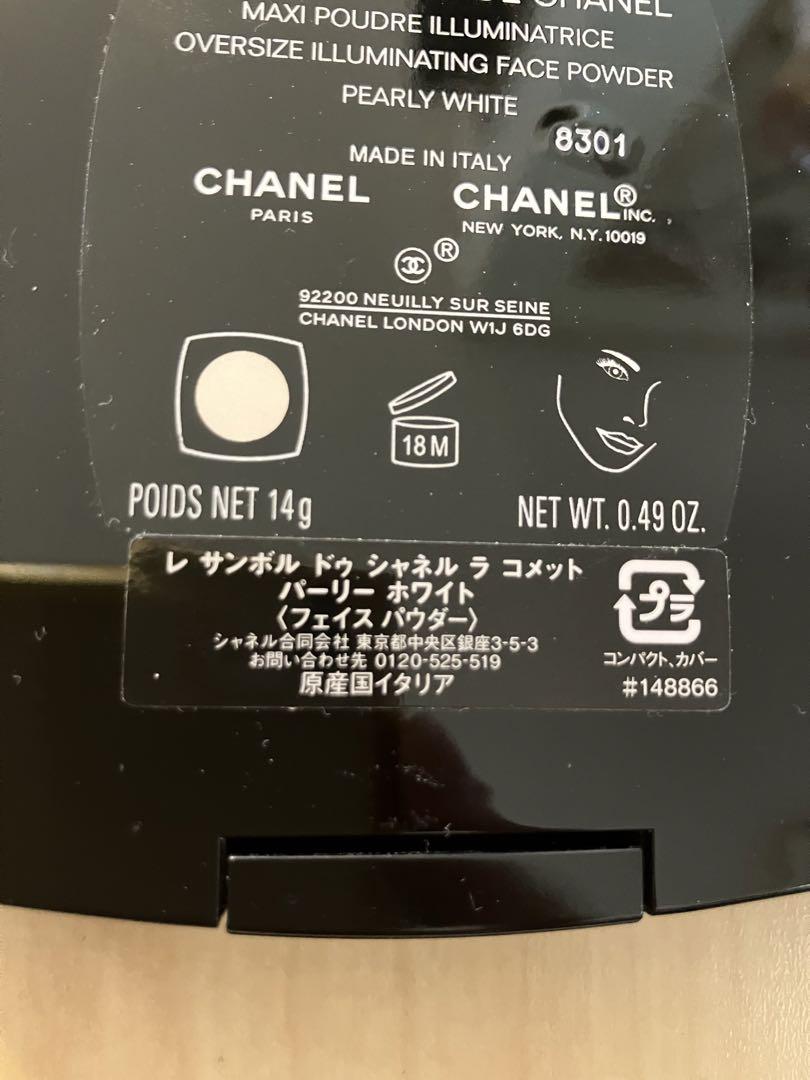 CHANEL
MAXI POUDRE ILLUMINATRICE
OVERSIZE ILLUMINATING FACE POWDER
PEARLY WHITE
8301
MADE IN ITALY
CHANEL
PARIS
CHANEL®INC.
NEW YORK, N.Y.10019
®
92200 NEUILLY SUR SEINE
CHANEL LONDON W1J 6DG
18M
POIDS NET 14g
NET WT. 0.49 OZ.
レ サンボル ドゥ シャネル ラ コメット
パーリー ホワイト
〈フェイス パウダー〉
シャネル合同会社 東京都中央区銀座3-5-3
お問い合わせ先 0120-525-519
原産国イタリア
プラ
コンパクト、カバー
#148866